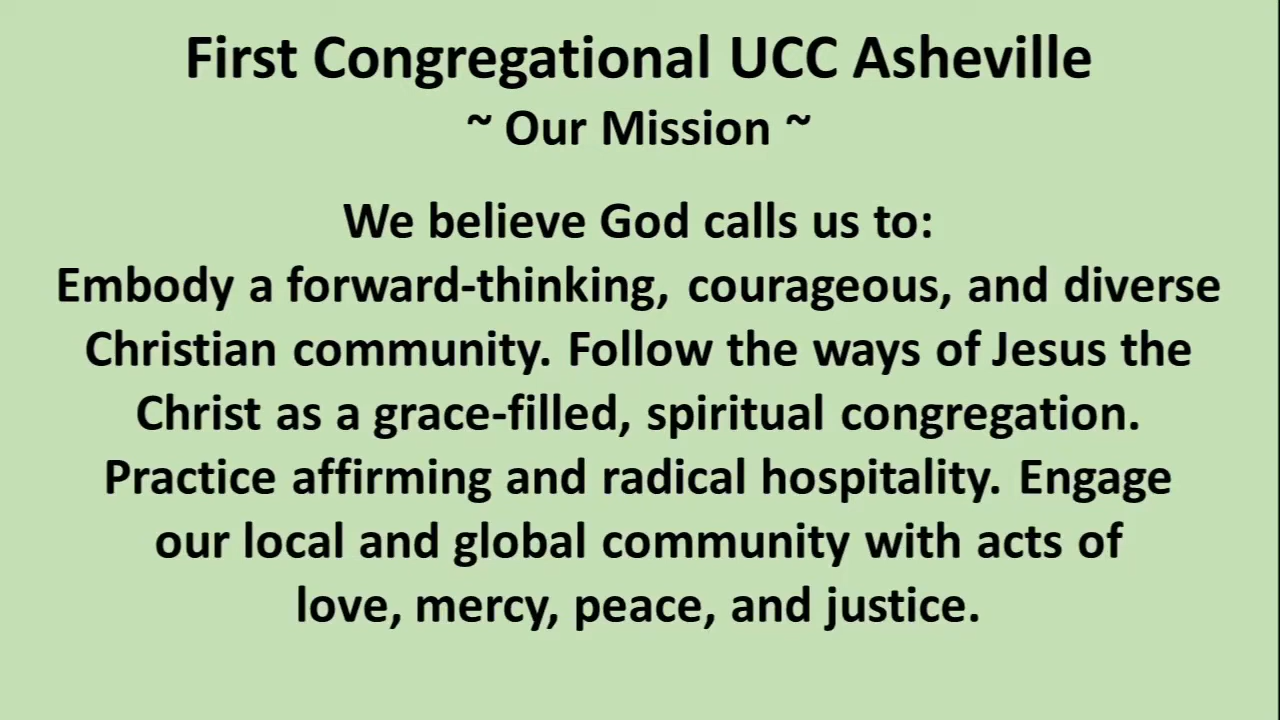 First Congregational UCC Asheville
~ Our Mission ~
We believe God calls us to:
Embody a forward-thinking, courageous, and diverse
Christian community. Follow the ways of Jesus the
Christ as a grace-filled, spiritual congregation.
Practice affirming and radical hospitality. Engage
our local and global community with acts of
love, mercy, peace, and justice.